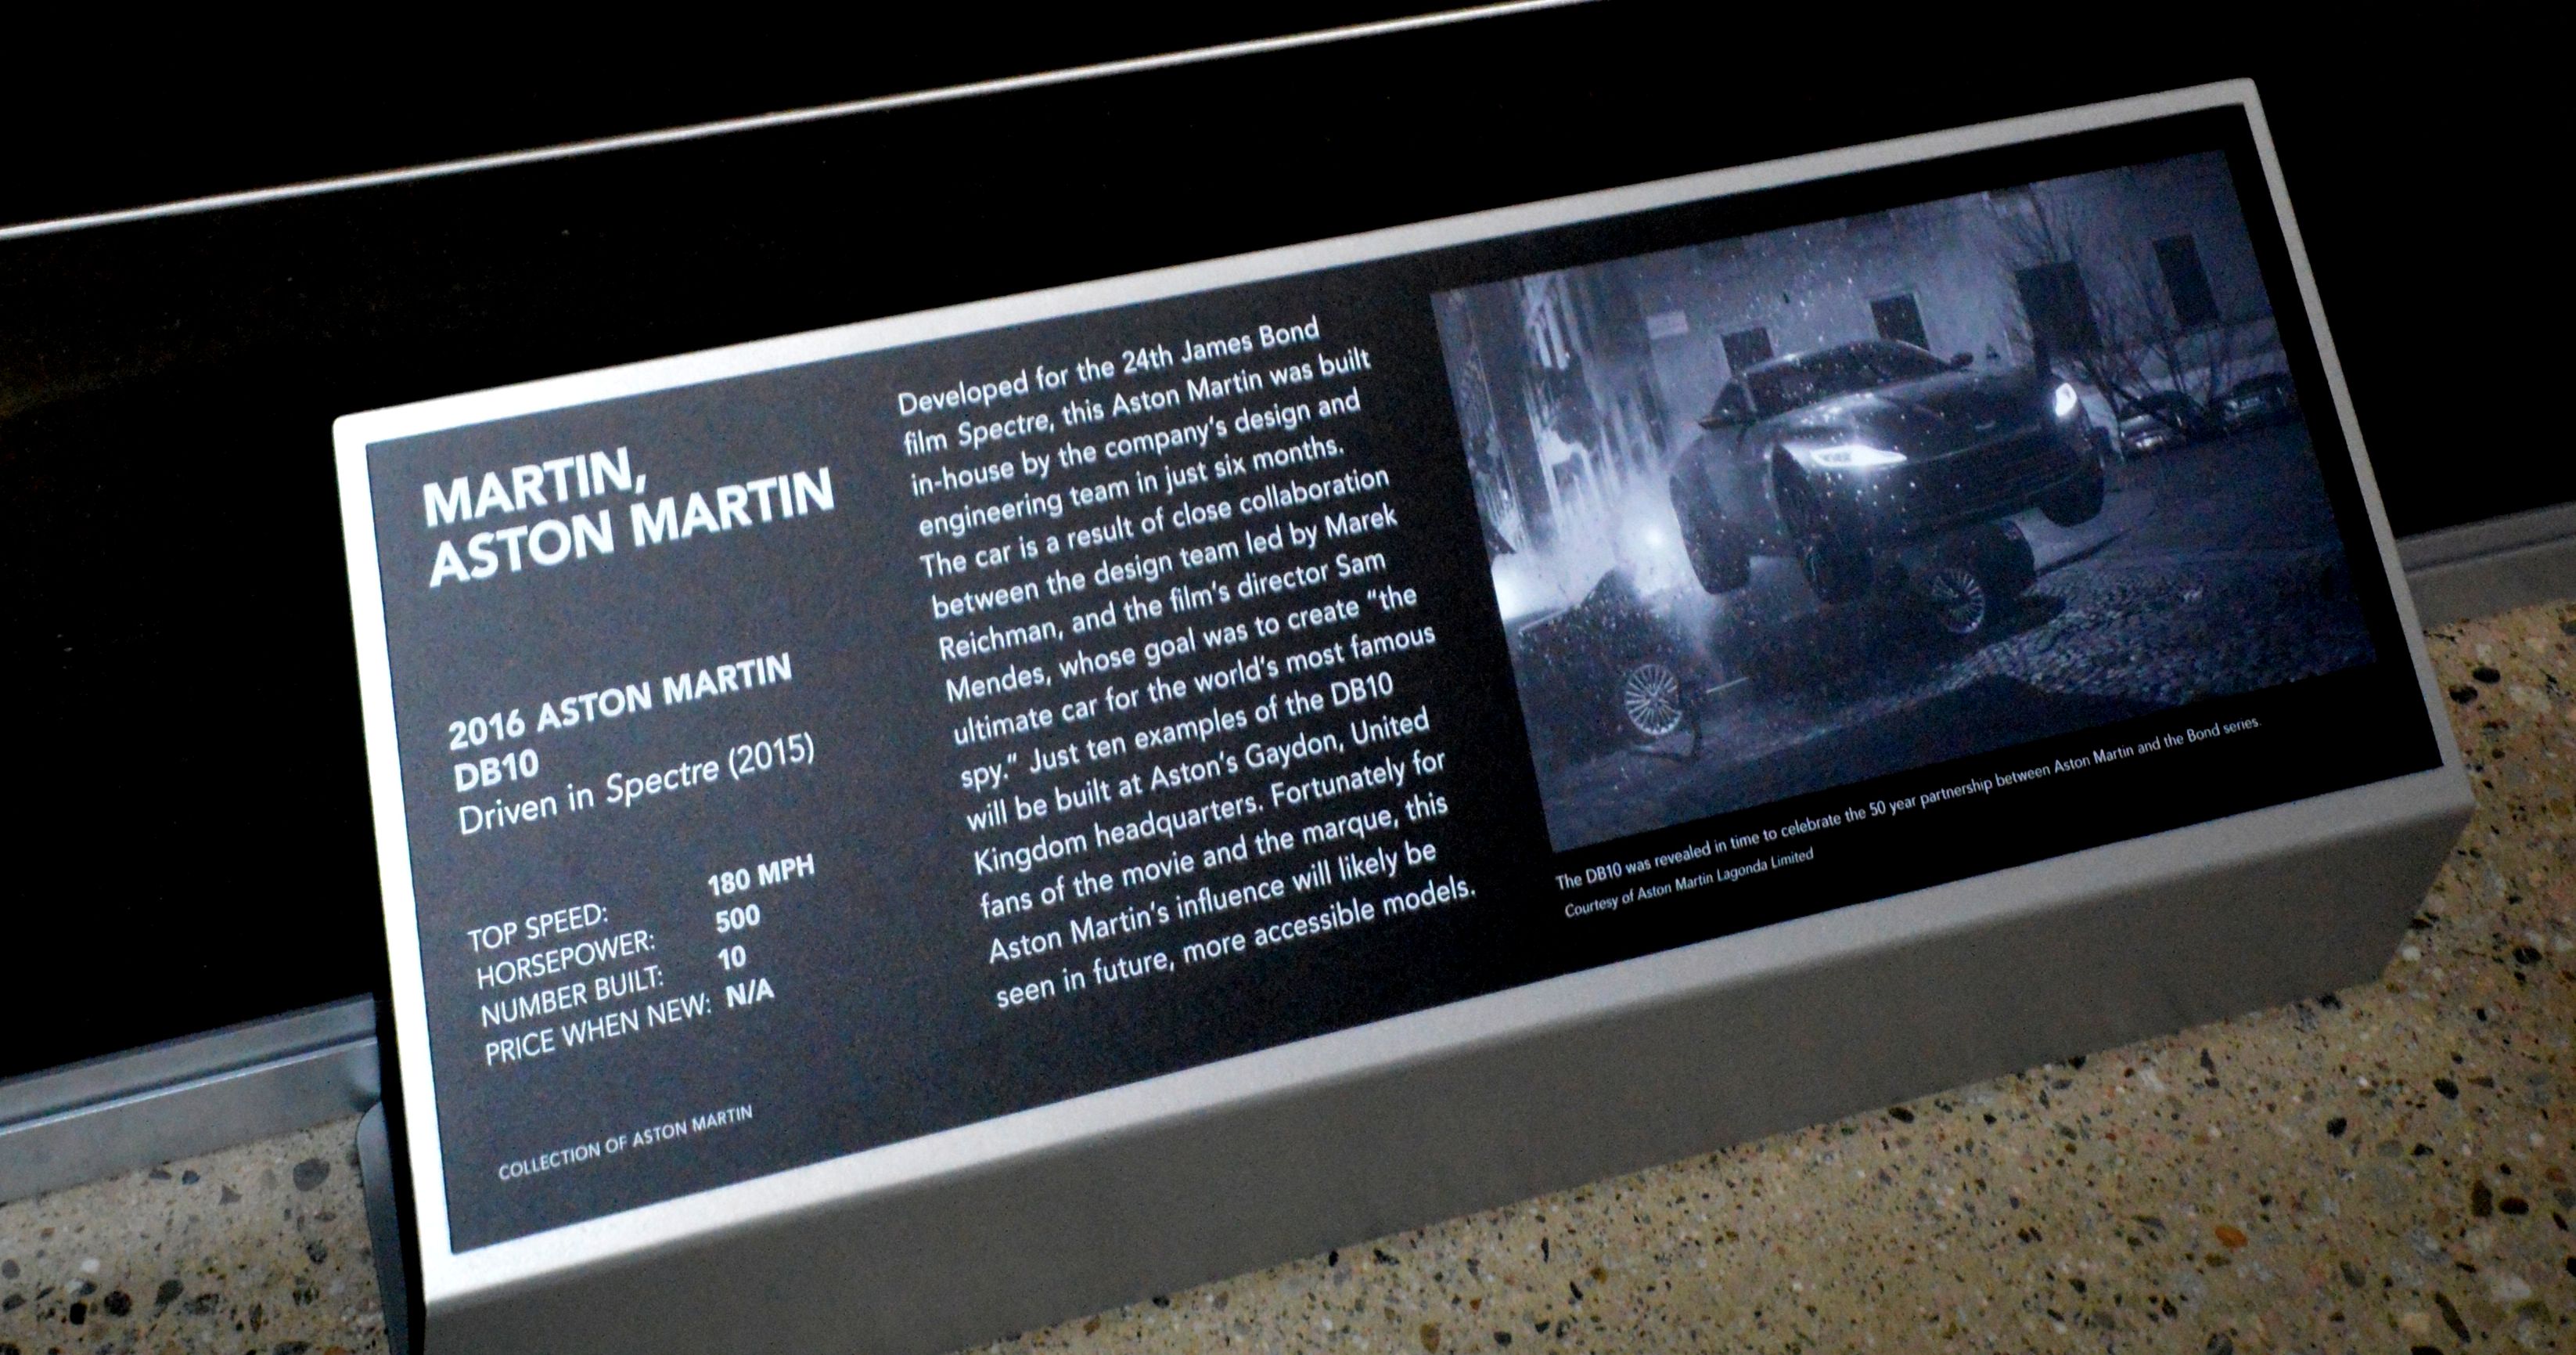 MARTIN,
ASTON MARTIN
2016 ASTON MARTIN
DB10
Driven in Spectre (2015)
TOP SPEED: 180 MPH
HORSEPOWER: 500
NUMBER BUILT: 10
PRICE WHEN NEW: N/A
COLLECTION OF ASTON MARTIN
Developed for the 24th James Bond
film Spectre, this Aston Martin was built
in-house by the company's design and
engineering team in just six months.
The car is a result of close collaboration
between the design team led by Marek
Reichman, and the film's director Sam
Mendes, whose goal was to create "the
ultimate car for the world's most famous
spy." Just ten examples of the DB10
will be built at Aston's Gaydon, United
Kingdom headquarters. Fortunately for
fans of the movie and the marque, this
Aston Martin's influence will likely be
seen in future, more accessible models.
The DB10 was revealed in time to celebrate the 50 year partnership between Aston Martin and the Bond series.
Courtesy of Aston Martin Lagonda Limited